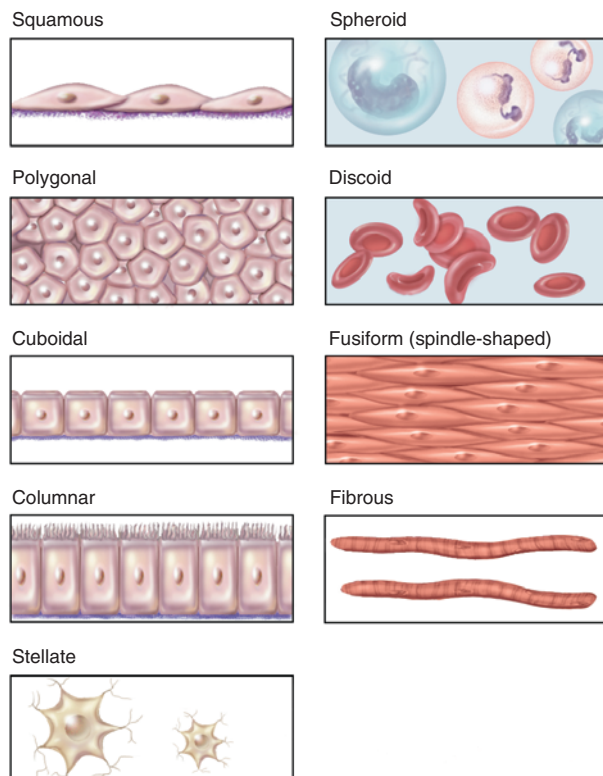 Squamous
Spheroid
Polygonal
Discoid
Cuboidal
Fusiform (spindle-shaped)
Columnar
Fibrous
Stellate